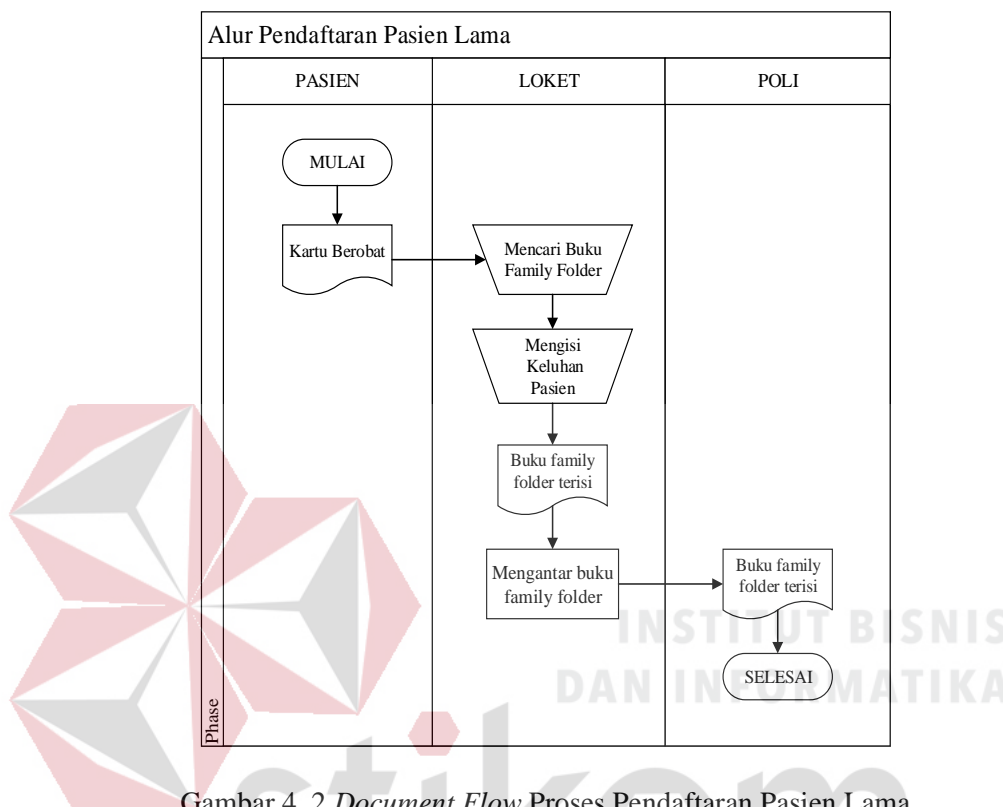 Alur Pendaftaran Pasien Lama
PASIEN
LOKET
POLI
MULAI
Kartu Berobat
Mencari Buku
Family Folder
Mengisi
Keluhan
Pasien
Buku family
folder terisi
Mengantar buku
family folder
Buku family
folder terisi
SELESAI
Phase
INSTITUT BISNIS
DAN INFORMATIKA
stikom
Gambar 4. 2 Document Flow Proses Pendaftaran Pasien Lama